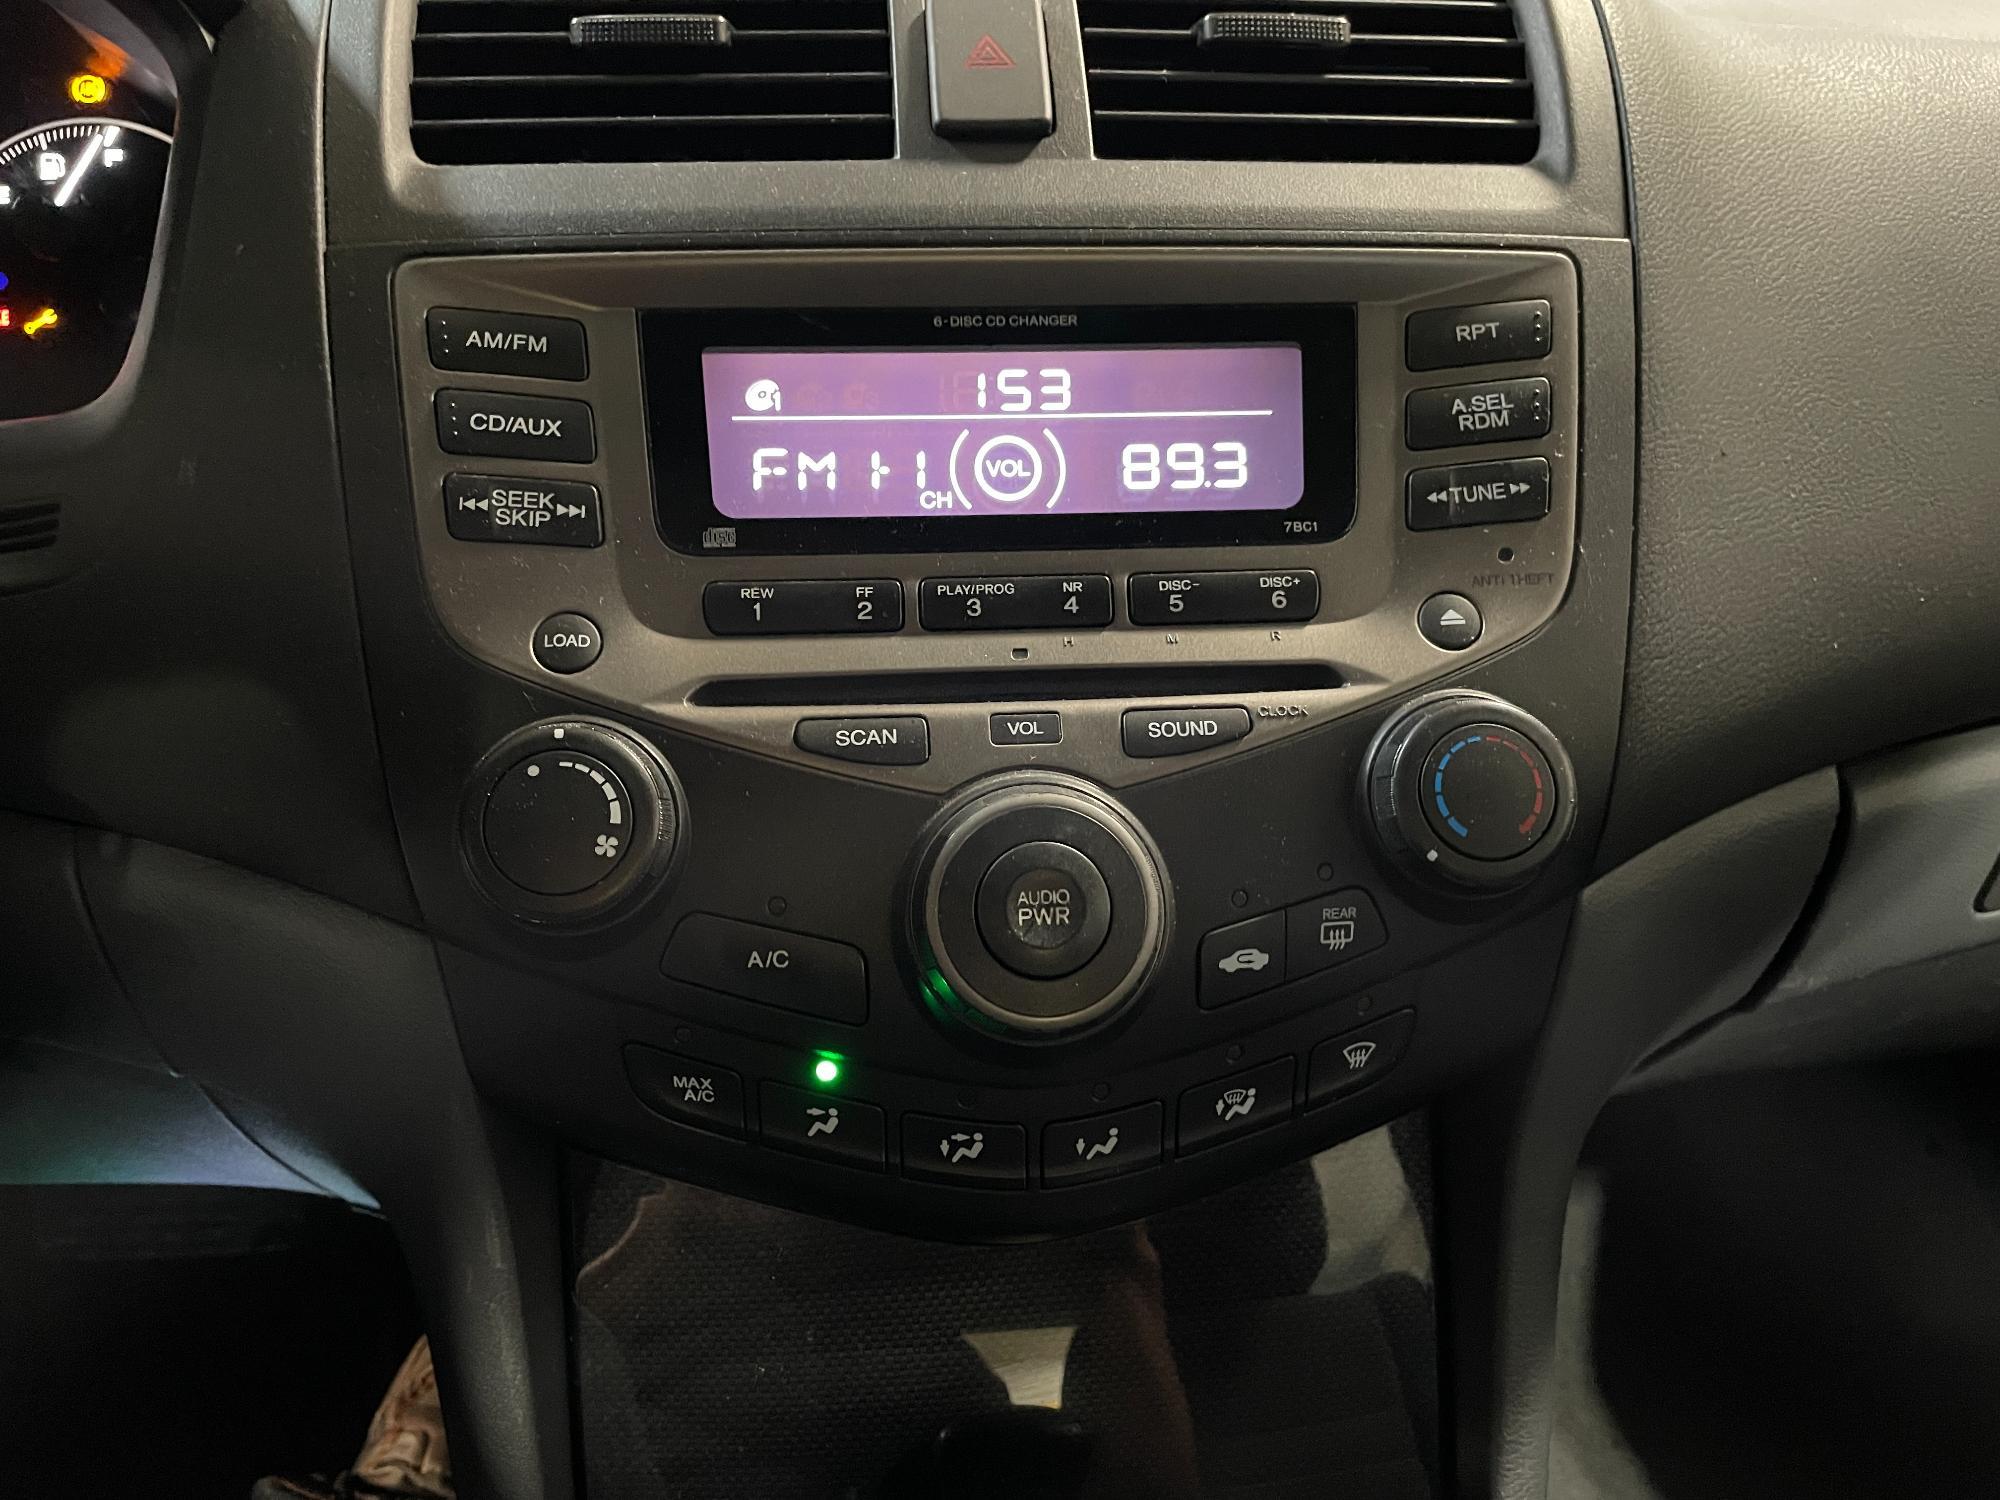 F
E
6-DISC CD CHANGER
AM/FM
RPT
1
153
CD/AUX
A.SEL
RDM
FM 1-1 CH VOL 89.3
SEEK
SKIP
TUNE
disc
7BC1
ANTI THEFT
REW FF PLAY/PROG NR DISC- DISC+
1 2 3 4 5 6
H M R
LOAD
SCAN VOL SOUND CLOCK
AUDIO
PWR
A/C
REAR
MAX
A/C